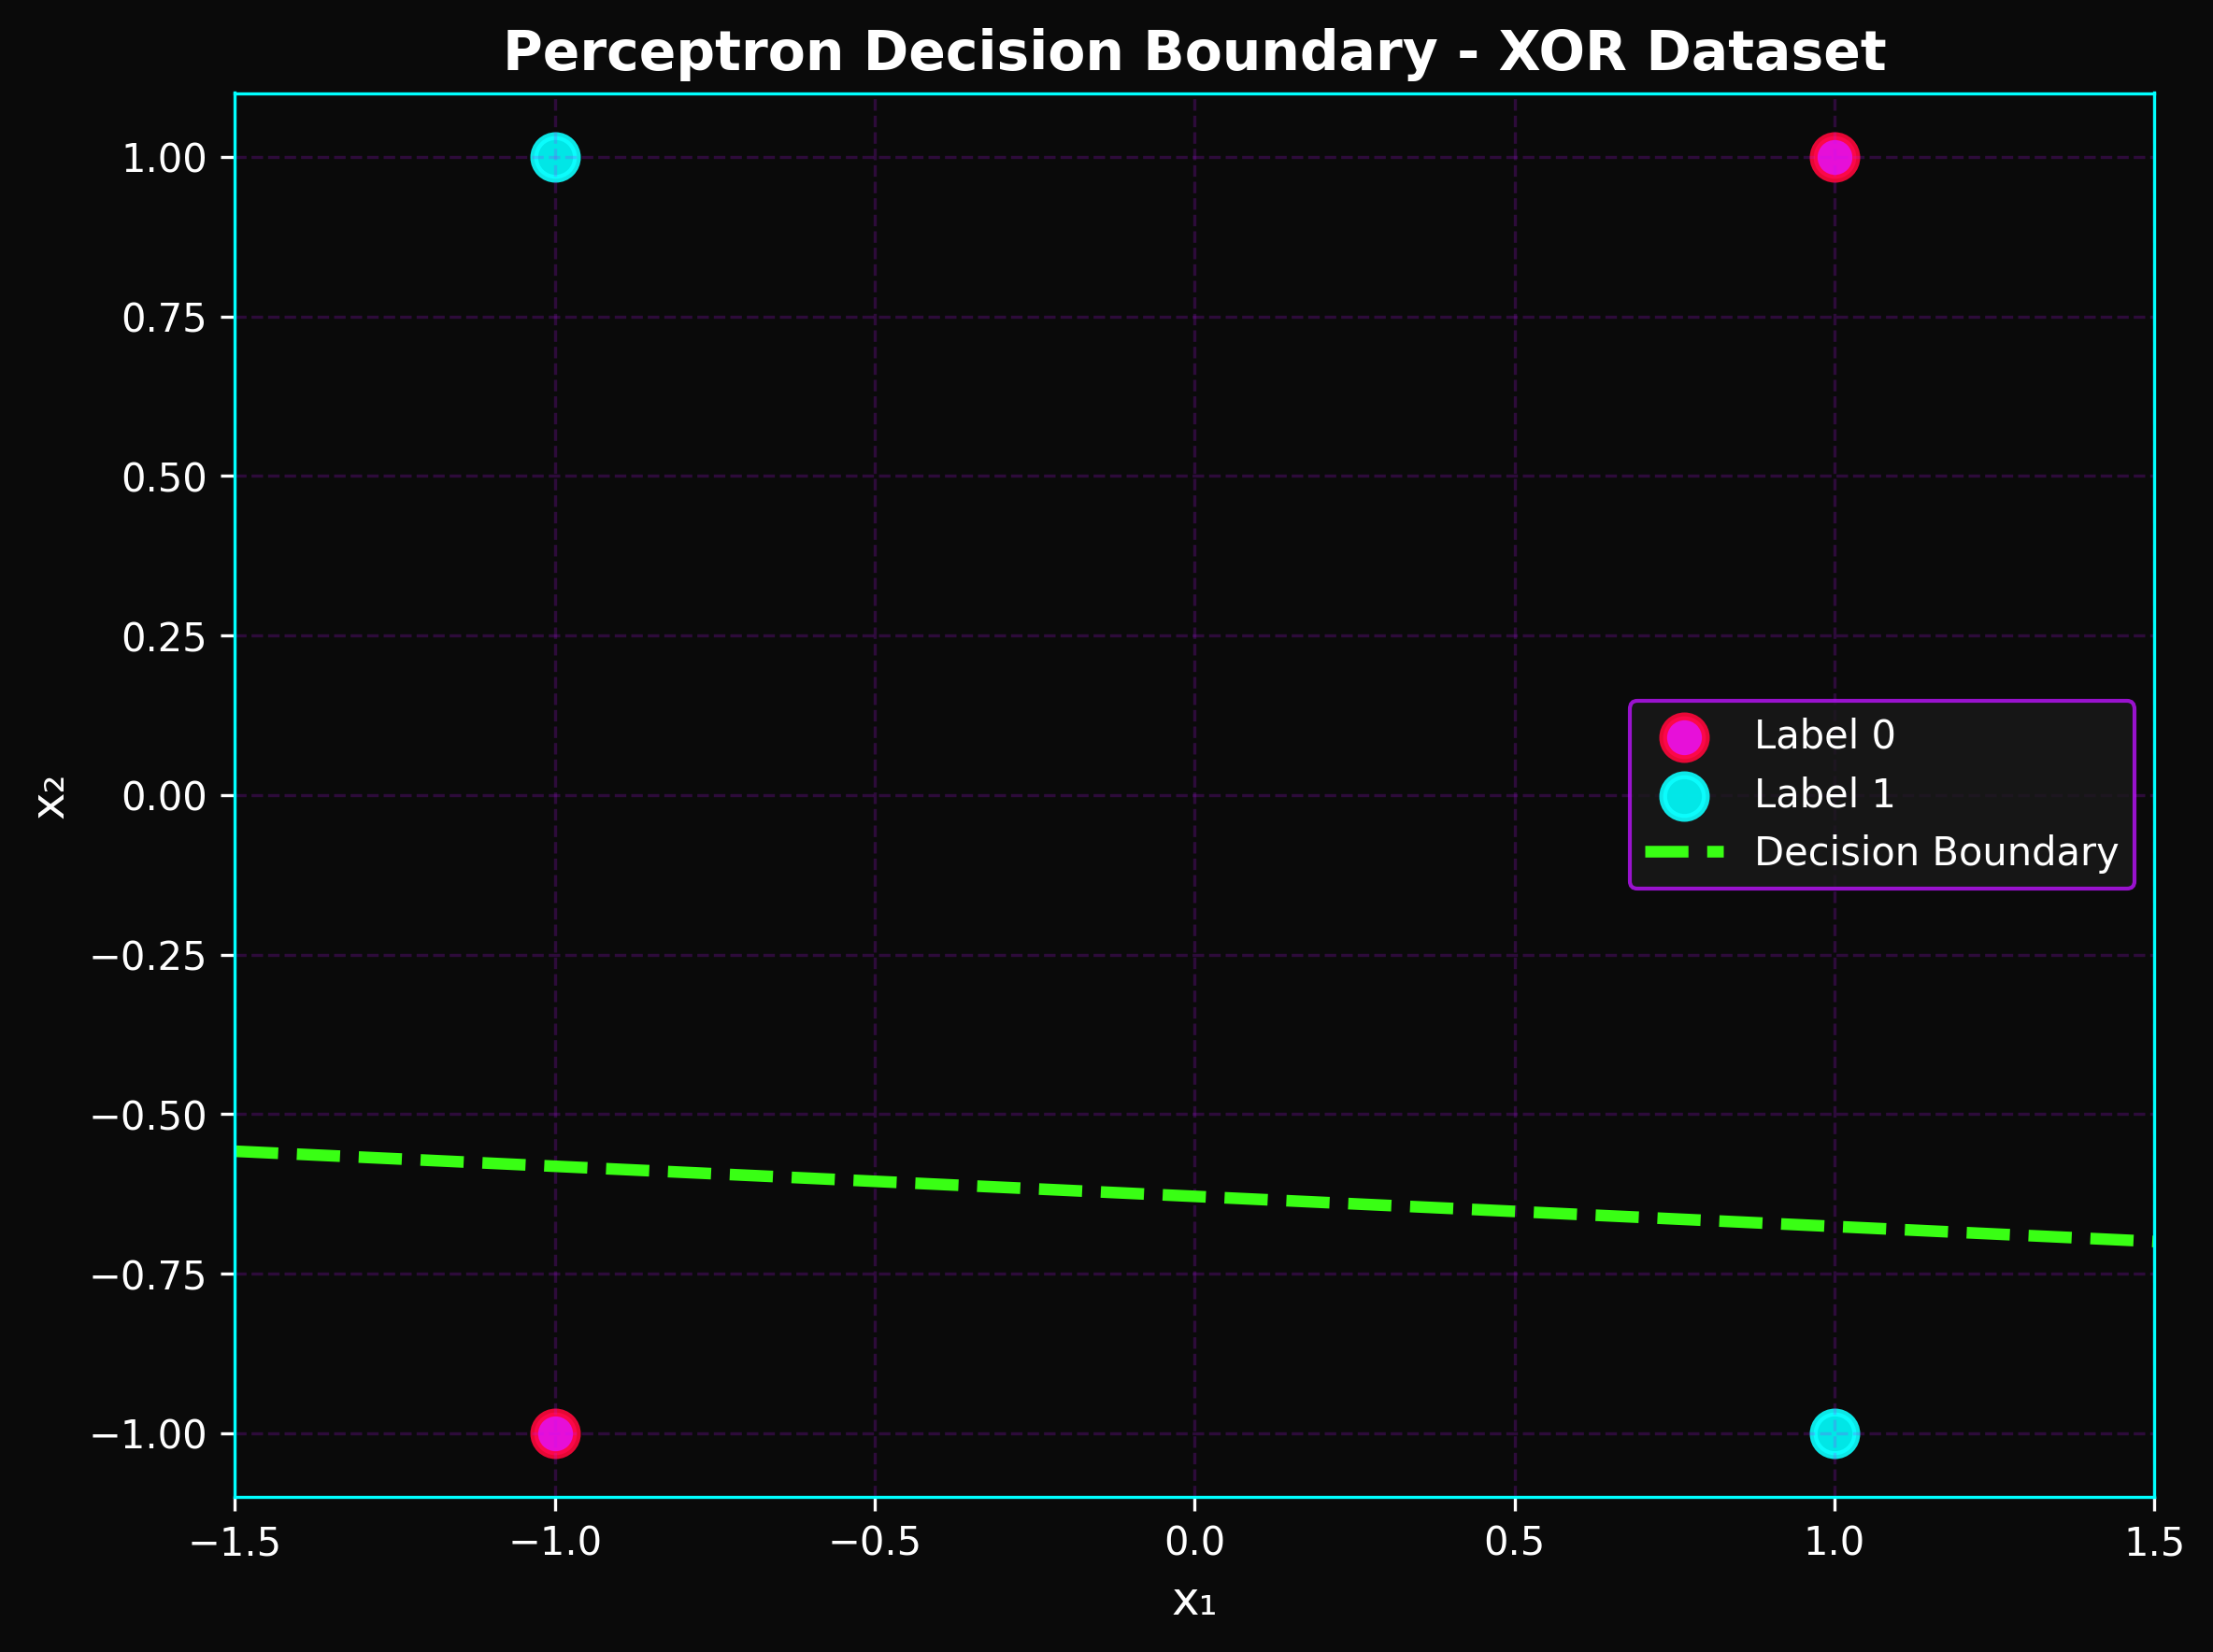 Perceptron Decision Boundary - XOR Dataset
1.00
0.75
0.50
0.25
0.00
−0.25
−0.50
−0.75
−1.00
x₂
Label 0
Label 1
Decision Boundary
−1.5 −1.0 −0.5 0.0 0.5 1.0 1.5
x₁